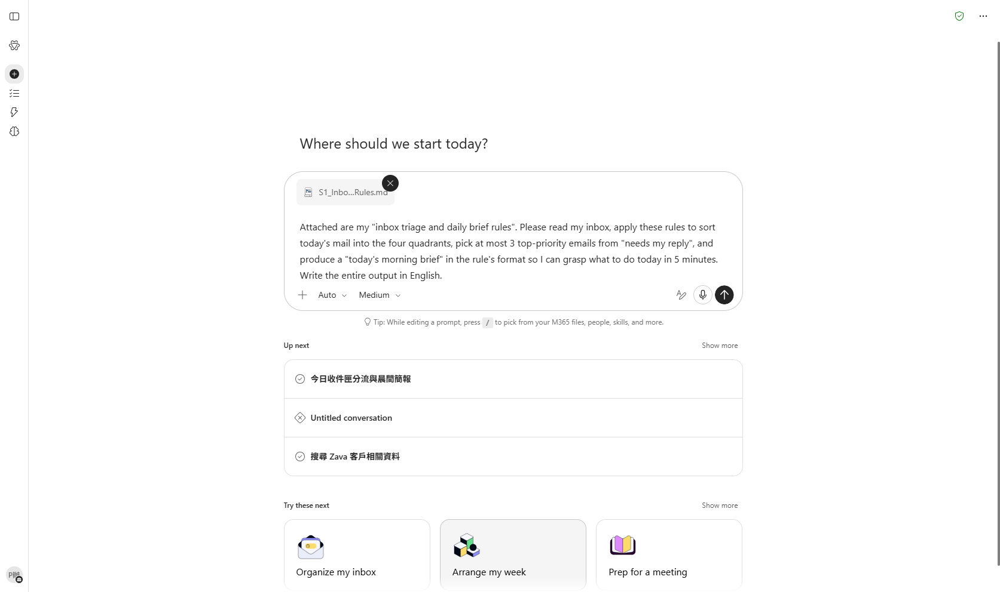 Where should we start today?
S1_Inbo...Rules.md
Attached are my "inbox triage and daily brief rules". Please read my inbox, apply these rules to sort
today's mail into the four quadrants, pick at most 3 top-priority emails from "needs my reply", and
produce a "today's morning brief" in the rule's format so I can grasp what to do today in 5 minutes.
Write the entire output in English.
Auto
Medium
Tip: While editing a prompt, press / to pick from your M365 files, people, skills, and more.
Up next
Show more
今日收件匣分流與晨間簡報
Untitled conversation
搜尋 Zava 客戶相關資料
Try these next
Show more
Organize my inbox
Arrange my week
Prep for a meeting